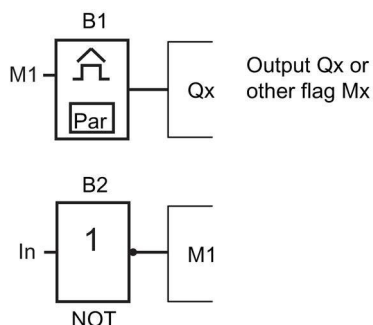 B1
M1
Par
Qx
Output Qx or
other flag Mx
B2
In
1
M1
NOT